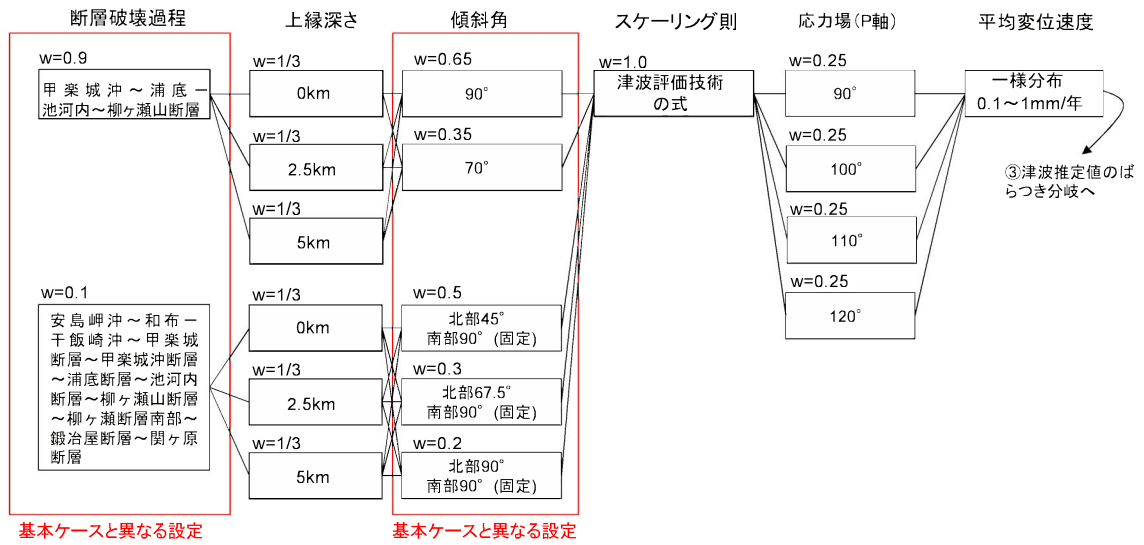 断層破壊過程
上縁深さ
傾斜角
スケーリング則
応力場（P軸）
平均変位速度
w=0.9
甲楽城沖～浦底－
池河内～柳ヶ瀬山断層
w=1/3
0km
w=1/3
2.5km
w=1/3
5km
w=0.65
90°
w=0.35
70°
w=1.0
津波評価技術
の式
w=0.25
90°
w=0.25
100°
w=0.25
110°
w=0.25
120°
一様分布
0.1～1mm/年
③津波推定値のば
らつき分岐へ
w=0.1
安島岬沖～和布－
干飯崎沖～甲楽城
断層～甲楽城沖断層
～浦底断層～池河内
断層～柳ヶ瀬山断層
～柳ヶ瀬断層南部～
鍛冶屋断層～関ヶ原
断層
w=1/3
0km
w=1/3
2.5km
w=1/3
5km
w=0.5
北部45°
南部90° (固定)
w=0.3
北部67.5°
南部90° (固定)
w=0.2
北部90°
南部90° (固定)
基本ケースと異なる設定
基本ケースと異なる設定